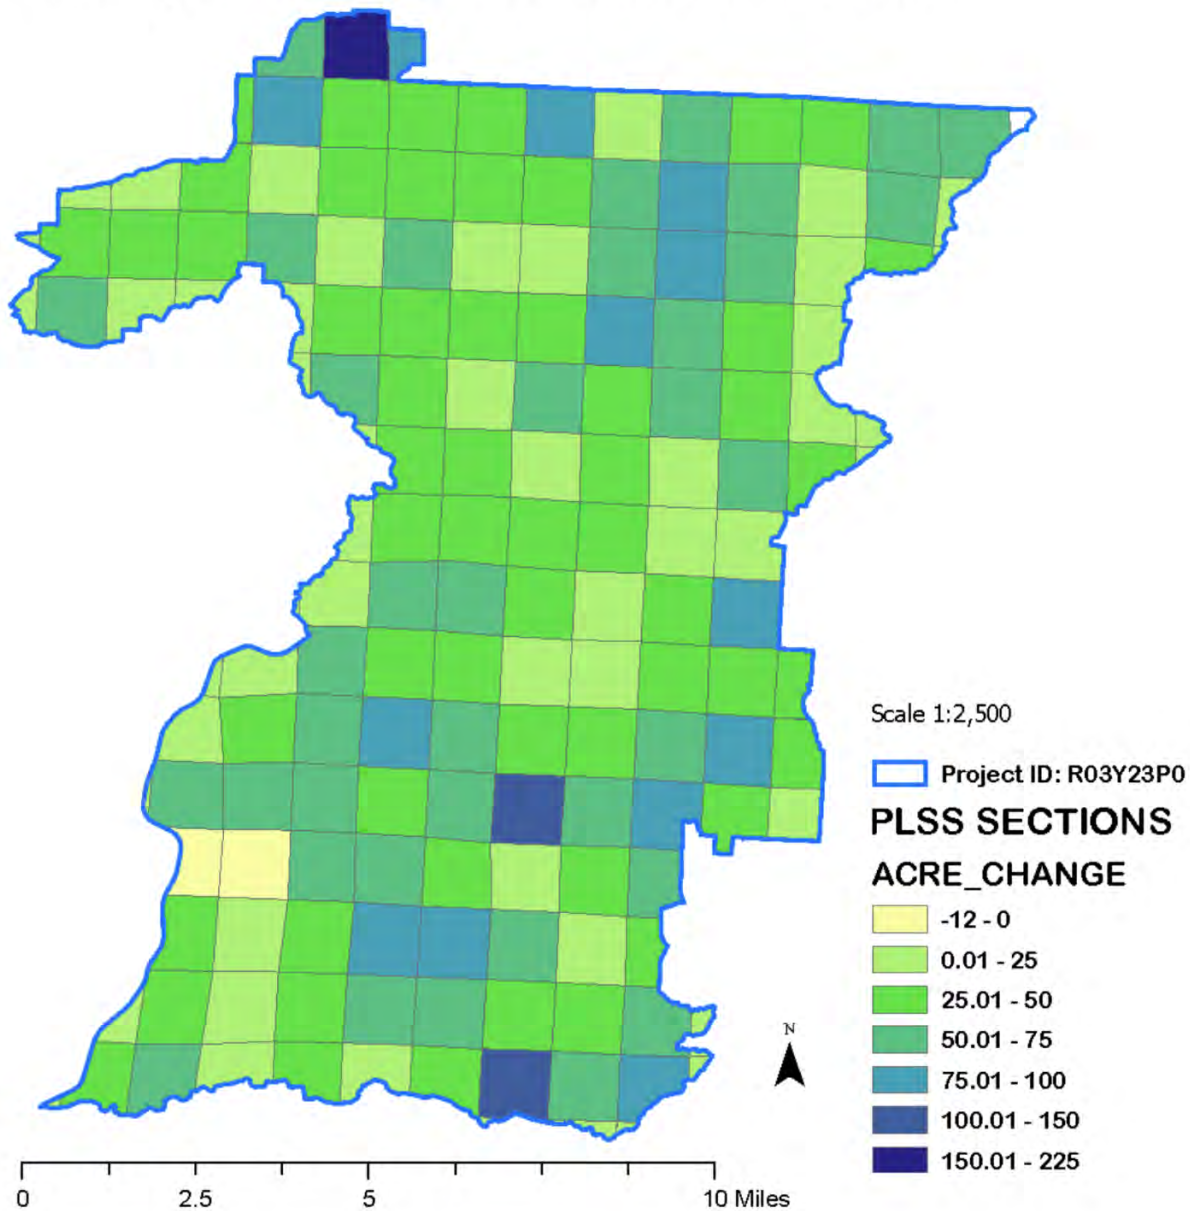 Scale 1:2,500
Project ID: R03Y23P0
PLSS SECTIONS
ACRE_CHANGE
-12 - 0
0.01 - 25
25.01 - 50
50.01 - 75
75.01 - 100
100.01 - 150
150.01 - 225
N
0 2.5 5 10 Miles